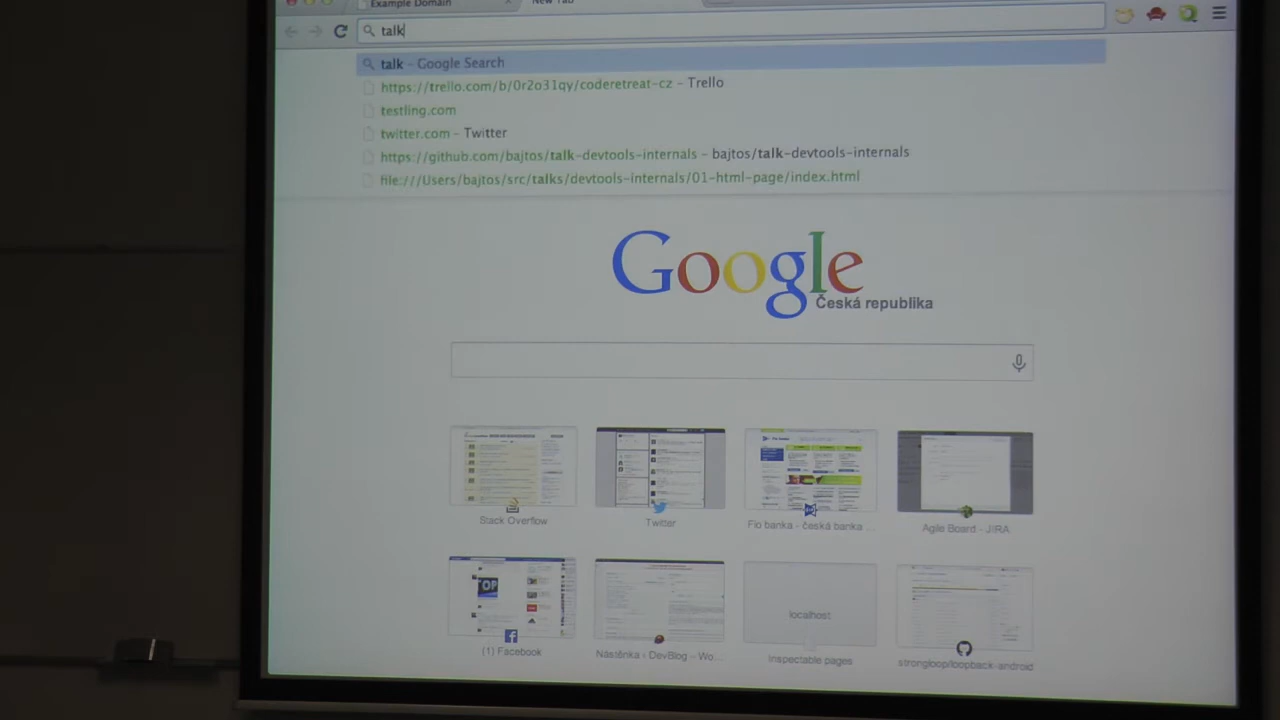 Example Domain
New Tab
talk
talk - Google Search
https://trello.com/b/0r2o31qy/coderetreat-cz - Trello
testling.com
twitter.com - Twitter
https://github.com/bajtos/talk-devtools-internals - bajtos/talk-devtools-internals
file:///Users/bajtos/src/talks/devtools-internals/01-html-page/index.html
Google
Česká republika
Stack Overflow
Twitter
Fio banka - česká banka ...
Agile Board - JIRA
TOP
localhost
(1) Facebook
Nástěnka ‹ DevBlog — Wo...
Inspectable pages
strongloop/loopback-android